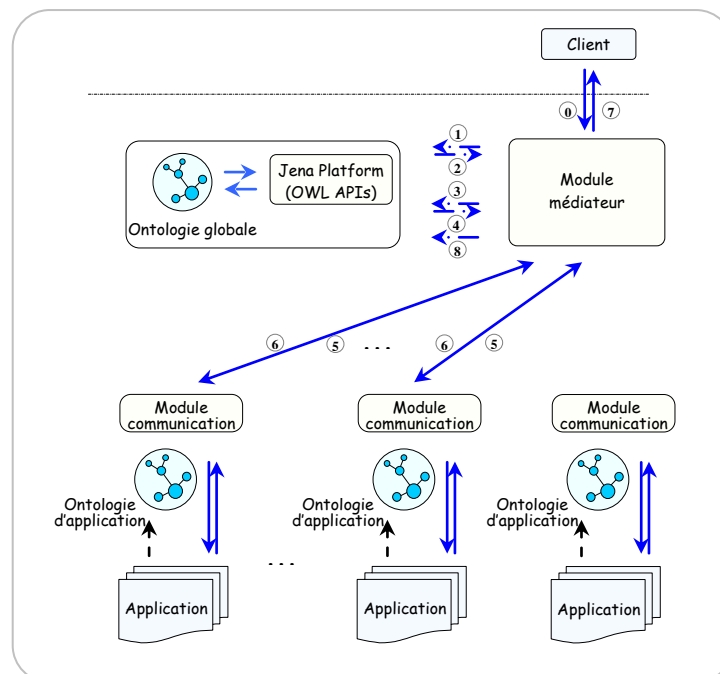 Client
0 7
1
2
3
4
8
Jena Platform
(OWL APIs)
Ontologie globale
Module
médiateur
6 5 ... 6 5
Module
communication
Module
communication
Module
communication
Ontologie
d'application
Ontologie
d'application
Ontologie
d'application
...
Application
Application
Application